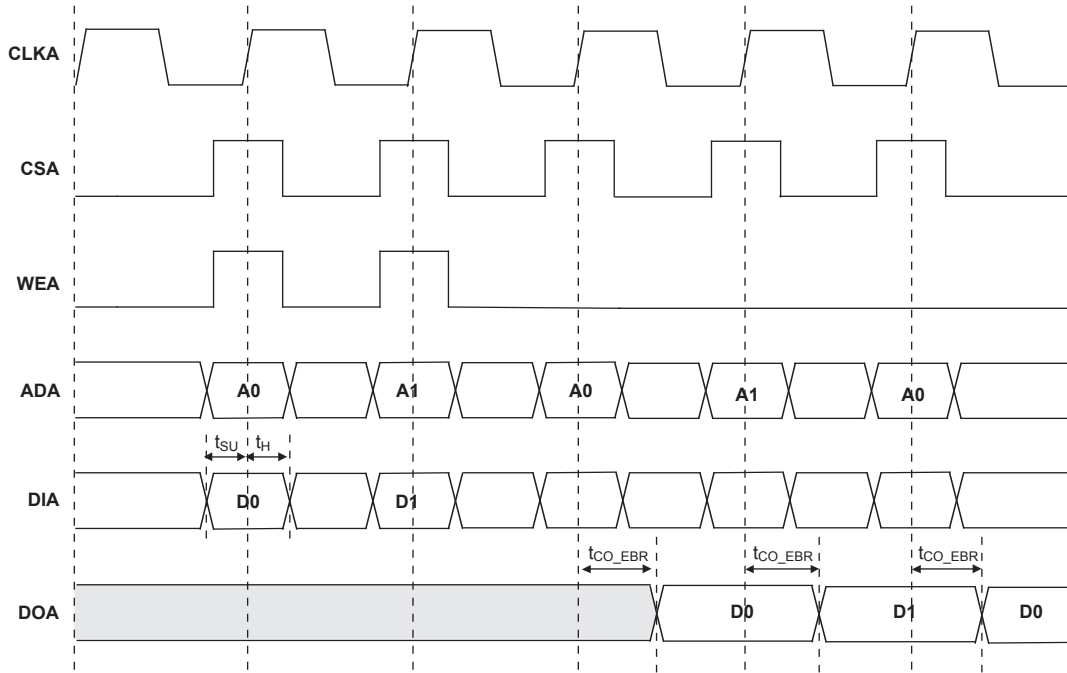 CLKA
CSA
WEA
ADA A0 A1 A0 A1 A0
tSU tH
DIA D0 D1
tCO_EBR tCO_EBR tCO_EBR
DOA D0 D1 D0